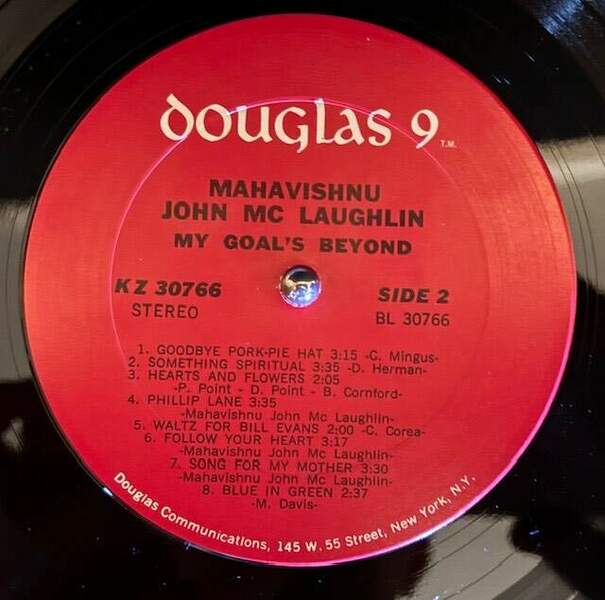 DOUGLAS 9 T.M.
MAHAVISHNU
JOHN MC LAUGHLIN
MY GOAL'S BEYOND
KZ 30766
STEREO
SIDE 2
BL 30766
1. GOODBYE PORK-PIE HAT 3:15 -C. Mingus-
2. SOMETHING SPIRITUAL 3:35 -D. Herman-
3. HEARTS AND FLOWERS 2:05
-P. Point - D. Point - B. Cornford-
4. PHILLIP LANE 3:35
-Mahavishnu John Mc Laughlin-
5. WALTZ FOR BILL EVANS 2:00 -C. Corea-
6. FOLLOW YOUR HEART 3:17
-Mahavishnu John Mc Laughlin-
7. SONG FOR MY MOTHER 3:30
-Mahavishnu John Mc Laughlin-
8. BLUE IN GREEN 2:37
-M. Davis-
Douglas Communications, 145 W. 55 Street, New York, N.Y.